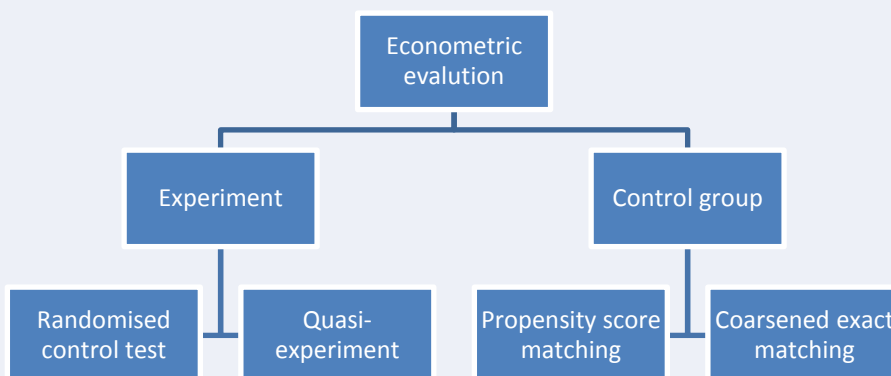 Econometric
evalution
Experiment
Control group
Randomised
control test
Quasi-
experiment
Propensity score
matching
Coarsened exact
matching